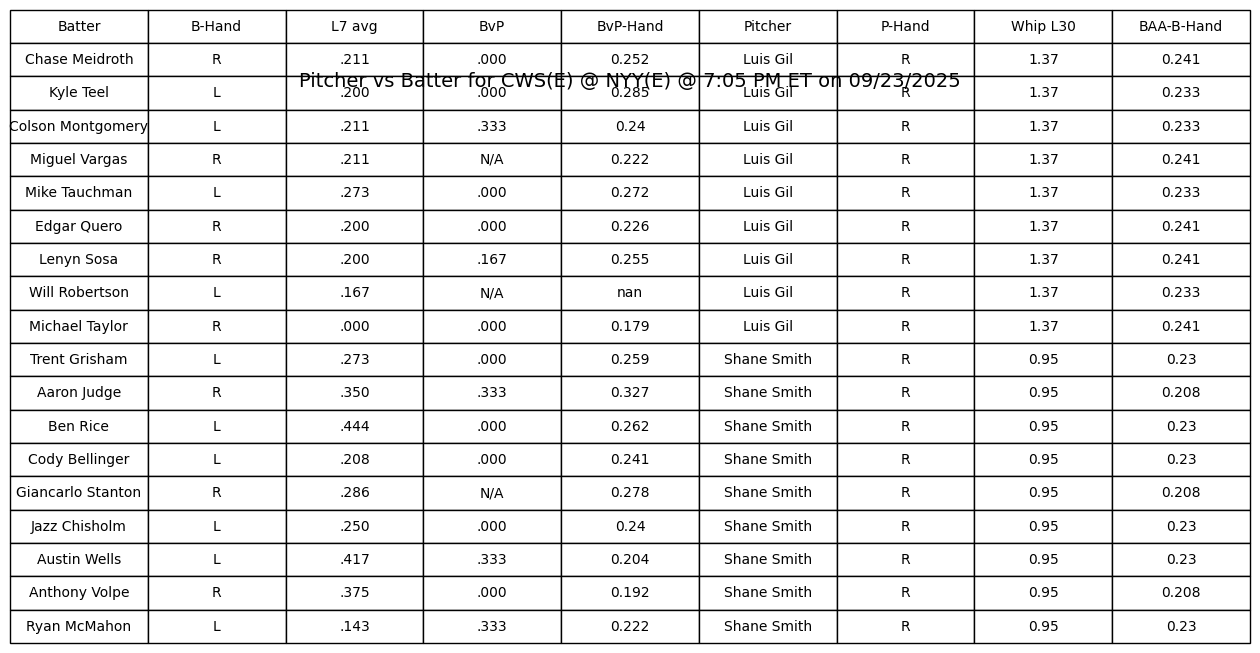 Batter B-Hand L7 avg BvP BvP-Hand Pitcher P-Hand Whip L30 BAA-B-Hand
Chase Meidroth R .211 .000 0.252 Luis Gil R 1.37 0.241
Pitcher vs Batter for CWS(E) @ NYY(E) @ 7:05 PM ET on 09/23/2025
Kyle Teel L .200 .000 0.285 Luis Gil R 1.37 0.233
Colson Montgomery L .211 .333 0.24 Luis Gil R 1.37 0.233
Miguel Vargas R .211 N/A 0.222 Luis Gil R 1.37 0.241
Mike Tauchman L .273 .000 0.272 Luis Gil R 1.37 0.233
Edgar Quero R .200 .000 0.226 Luis Gil R 1.37 0.241
Lenyn Sosa R .200 .167 0.255 Luis Gil R 1.37 0.241
Will Robertson L .167 N/A nan Luis Gil R 1.37 0.233
Michael Taylor R .000 .000 0.179 Luis Gil R 1.37 0.241
Trent Grisham L .273 .000 0.259 Shane Smith R 0.95 0.23
Aaron Judge R .350 .333 0.327 Shane Smith R 0.95 0.208
Ben Rice L .444 .000 0.262 Shane Smith R 0.95 0.23
Cody Bellinger L .208 .000 0.241 Shane Smith R 0.95 0.23
Giancarlo Stanton R .286 N/A 0.278 Shane Smith R 0.95 0.208
Jazz Chisholm L .250 .000 0.24 Shane Smith R 0.95 0.23
Austin Wells L .417 .333 0.204 Shane Smith R 0.95 0.23
Anthony Volpe R .375 .000 0.192 Shane Smith R 0.95 0.208
Ryan McMahon L .143 .333 0.222 Shane Smith R 0.95 0.23